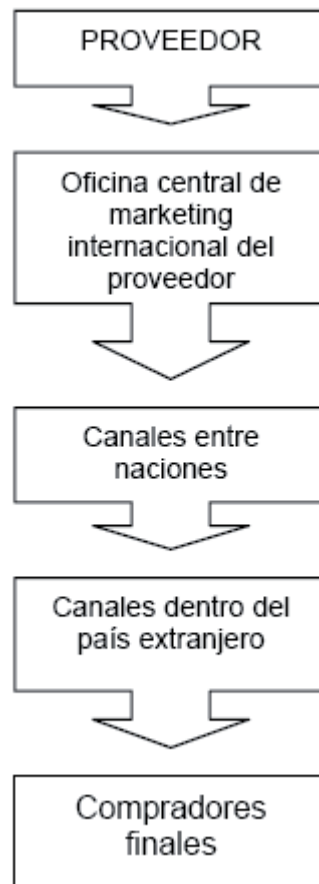 PROVEEDOR
Oficina central de
marketing
internacional del
proveedor
Canales entre
naciones
Canales dentro del
país extranjero
Compradores
finales